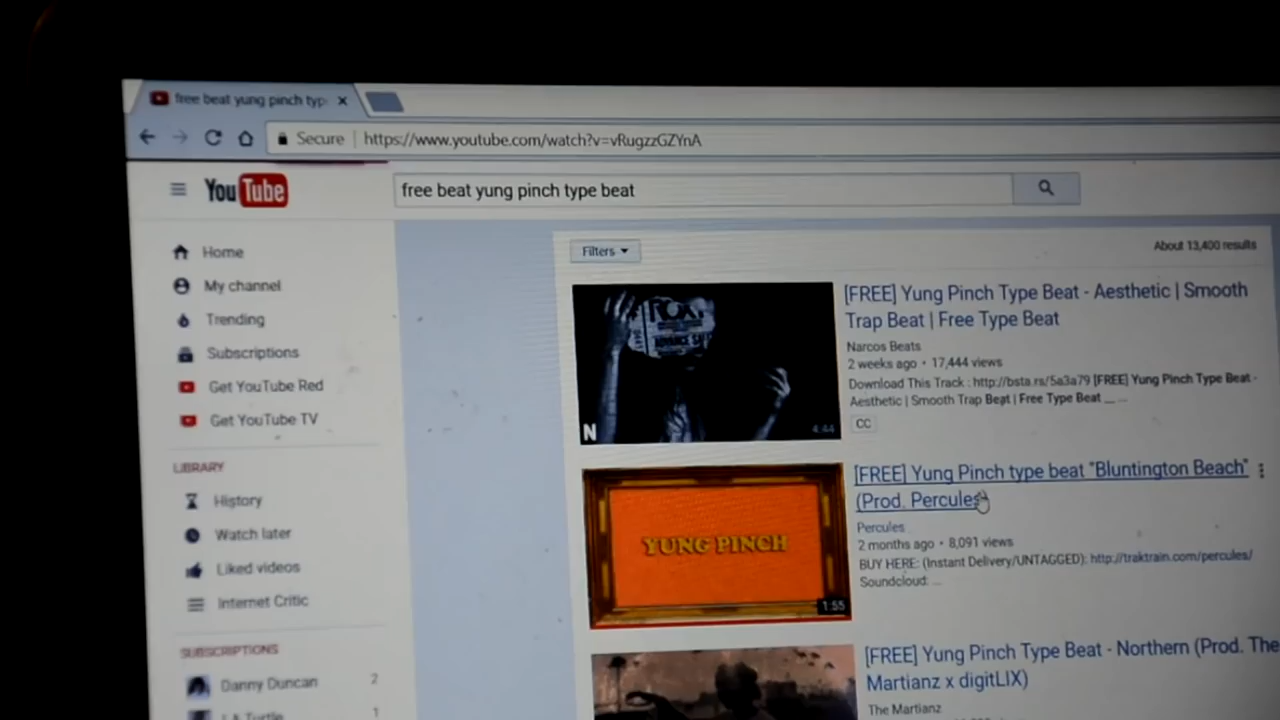 free beat yung pinch typ
Secure https://www.youtube.com/watch?v=vRugzzGZYnA
YouTube
free beat yung pinch type beat
Home
My channel
Trending
Subscriptions
Get YouTube Red
Get YouTube TV
LIBRARY
History
Watch later
Liked videos
Internet Critic
SUBSCRIPTIONS
Danny Duncan 2
1
Filters
About 13,400 results
N
4:44
[FREE] Yung Pinch Type Beat - Aesthetic | Smooth
Trap Beat | Free Type Beat
Narcos Beats
2 weeks ago • 17,444 views
Download This Track : http://bsta.rs/5a3a79 [FREE] Yung Pinch Type Beat -
Aesthetic | Smooth Trap Beat | Free Type Beat __ ...
CC
YUNG PINCH
1:55
[FREE] Yung Pinch type beat "Bluntington Beach"
(Prod. Percules
Percules
2 months ago • 8,091 views
BUY HERE: (Instant Delivery/UNTAGGED): http://traktrain.com/percules/
Soundcloud: ...
[FREE] Yung Pinch Type Beat - Northern (Prod. The
Martianz x digitLIX)
The Martianz